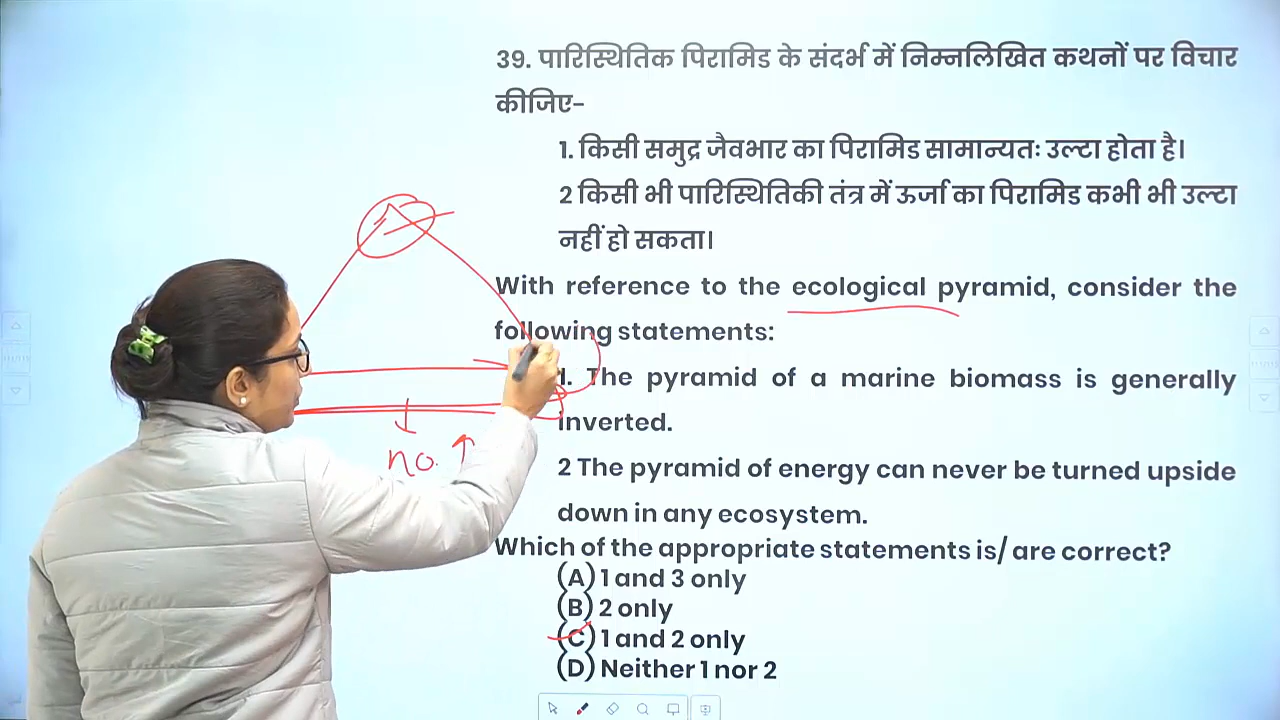 39. पारिस्थितिक पिरामिड के संदर्भ में निम्नलिखित कथनों पर विचार
कीजिए-
1. किसी समुद्र जैवभार का पिरामिड सामान्यतः उल्टा होता है।
2 किसी भी पारिस्थितिकी तंत्र में ऊर्जा का पिरामिड कभी भी उल्टा
नहीं हो सकता।
With reference to the ecological pyramid, consider the
following statements:
1. The pyramid of a marine biomass is generally
inverted.
no.
2 The pyramid of energy can never be turned upside
down in any ecosystem.
Which of the appropriate statements is/ are correct?
(A) 1 and 3 only
(B) 2 only
(C) 1 and 2 only
(D) Neither 1 nor 2